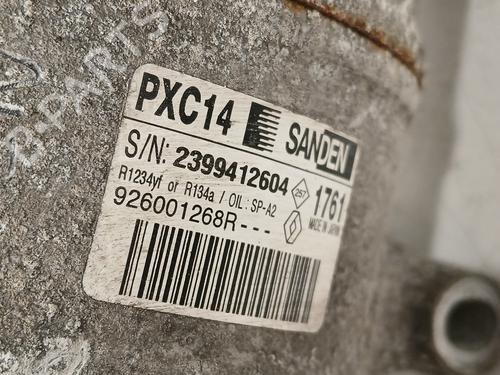 PXC14 SANDEN
S/N: 2399412604 257 1761
R1234yf or R134a / OIL: SP-A2 MADE IN JAPAN
926001268R---
B-PARTS